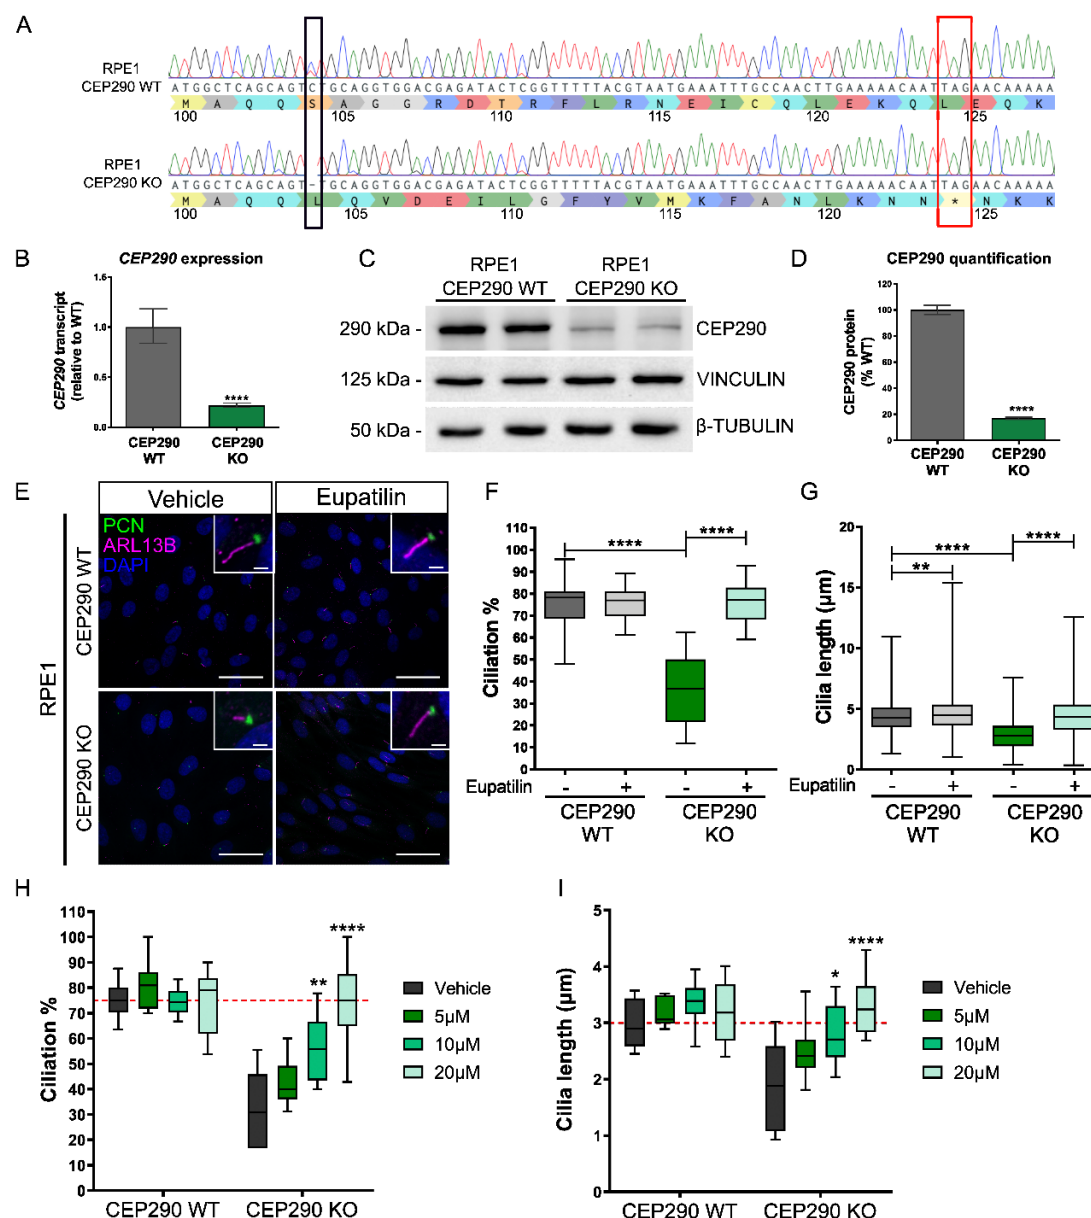 A
RPE1
CEP290 WT
ATGGCTCAGCAGTCTGCAGGTGGACGAGATACTCGGTTTTTACGTAATGAAATTTGCCAACTTGAAAAACAATTAGAACAAAAA
M A Q Q S A G G R D T R F L R N E I C Q L E K Q L E Q K
100 105 110 115 120 125
RPE1
CEP290 KO
ATGGCTCAGCAGT-TGCAGGTGGACGAGATACTCGGTTTTTACGTAATGAAATTTGCCAACTTGAAAAACAATTAGAACAAAAA
M A Q Q L Q V D E I L G F Y V M K F A N L K N N * N K K
100 105 110 115 120 125
B
CEP290 expression
CEP290 transcript
(relative to WT)
1.5
1.0
0.5
0.0
****
CEP290
WT
CEP290
KO
C
RPE1
CEP290 WT
RPE1
CEP290 KO
290 kDa -
CEP290
125 kDa -
VINCULIN
50 kDa -
β-TUBULIN
D
CEP290 quantification
CEP290 protein
(% WT)
120
100
80
60
40
20
0
****
CEP290
WT
CEP290
KO
E
Vehicle
Eupatilin
PCN
ARL13B
DAPI
RPE1
CEP290 WT
CEP290 KO
F
Ciliation %
110
100
90
80
70
60
50
40
30
20
10
0
**** ****
Eupatilin - + - +
CEP290
WT
CEP290
KO
G
Cilia length (µm)
20
15
10
5
0
****
****
**
Eupatilin - + - +
CEP290
WT
CEP290
KO
H
Ciliation %
110
100
90
80
70
60
50
40
30
20
10
0
**
****
Vehicle
5µM
10µM
20µM
CEP290 WT CEP290 KO
I
Cilia length (µm)
5
4
3
2
1
0
*
****
Vehicle
5µM
10µM
20µM
CEP290 WT CEP290 KO